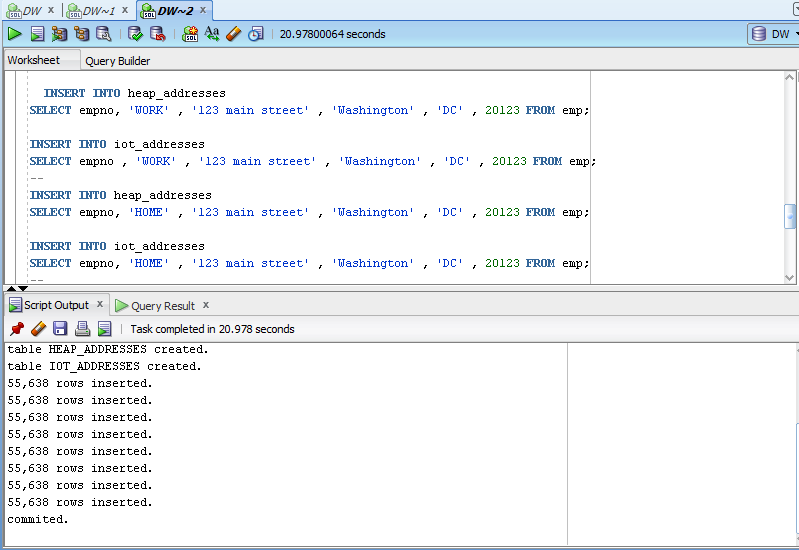 DW DW~1 DW~2
20.97800064 seconds DW
Worksheet Query Builder
INSERT INTO heap_addresses
SELECT empno, 'WORK' , '123 main street' , 'Washington' , 'DC' , 20123 FROM emp;
INSERT INTO iot_addresses
SELECT empno , 'WORK' , '123 main street' , 'Washington' , 'DC' , 20123 FROM emp;
--
INSERT INTO heap_addresses
SELECT empno, 'HOME' , '123 main street' , 'Washington' , 'DC' , 20123 FROM emp;
INSERT INTO iot_addresses
SELECT empno, 'HOME' , '123 main street' , 'Washington' , 'DC' , 20123 FROM emp;
--
Script Output Query Result
Task completed in 20.978 seconds
table HEAP_ADDRESSES created.
table IOT_ADDRESSES created.
55,638 rows inserted.
55,638 rows inserted.
55,638 rows inserted.
55,638 rows inserted.
55,638 rows inserted.
55,638 rows inserted.
55,638 rows inserted.
55,638 rows inserted.
commited.